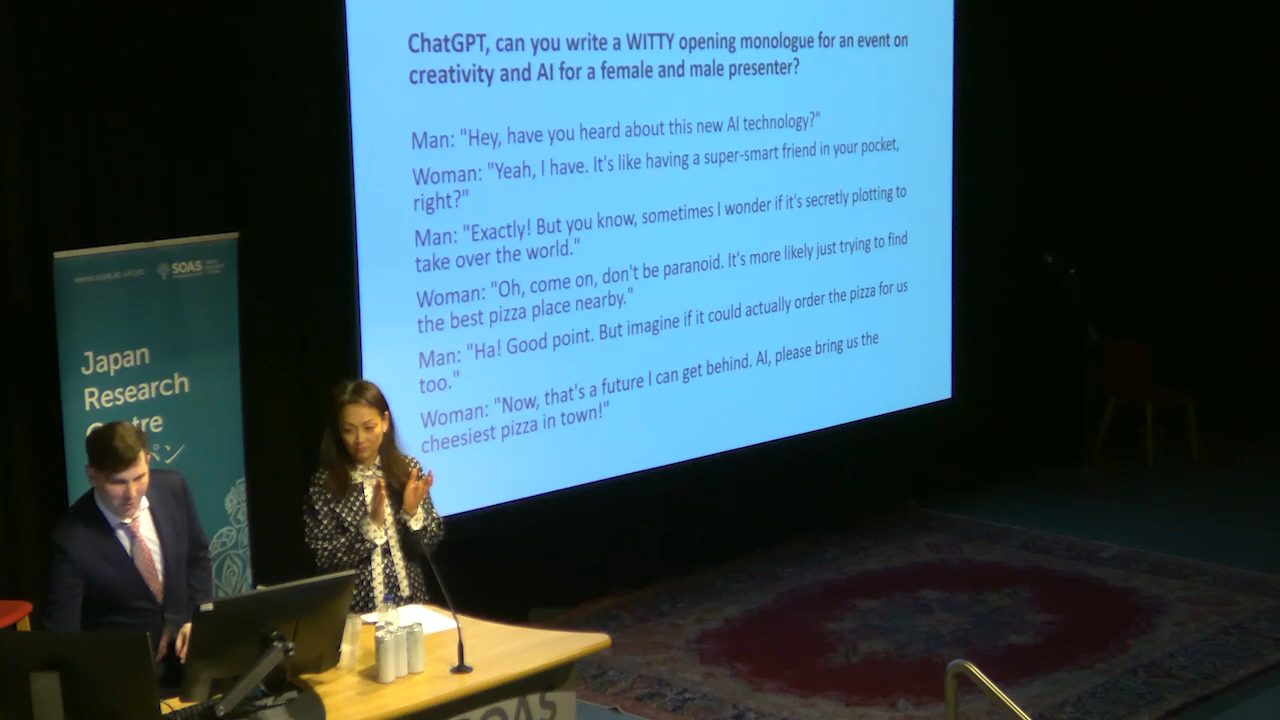 ChatGPT, can you write a WITTY opening monologue for an event on
creativity and AI for a female and male presenter?
Man: "Hey, have you heard about this new AI technology?"
Woman: "Yeah, I have. It's like having a super-smart friend in your pocket,
right?"
Man: "Exactly! But you know, sometimes I wonder if it's secretly plotting to
take over the world."
Woman: "Oh, come on, don't be paranoid. It's more likely just trying to find
the best pizza place nearby."
Man: "Ha! Good point. But imagine if it could actually order the pizza for us
too."
Woman: "Now, that's a future I can get behind. AI, please bring us the
cheesiest pizza in town!"
SOAS
Japan
Research
SOAS